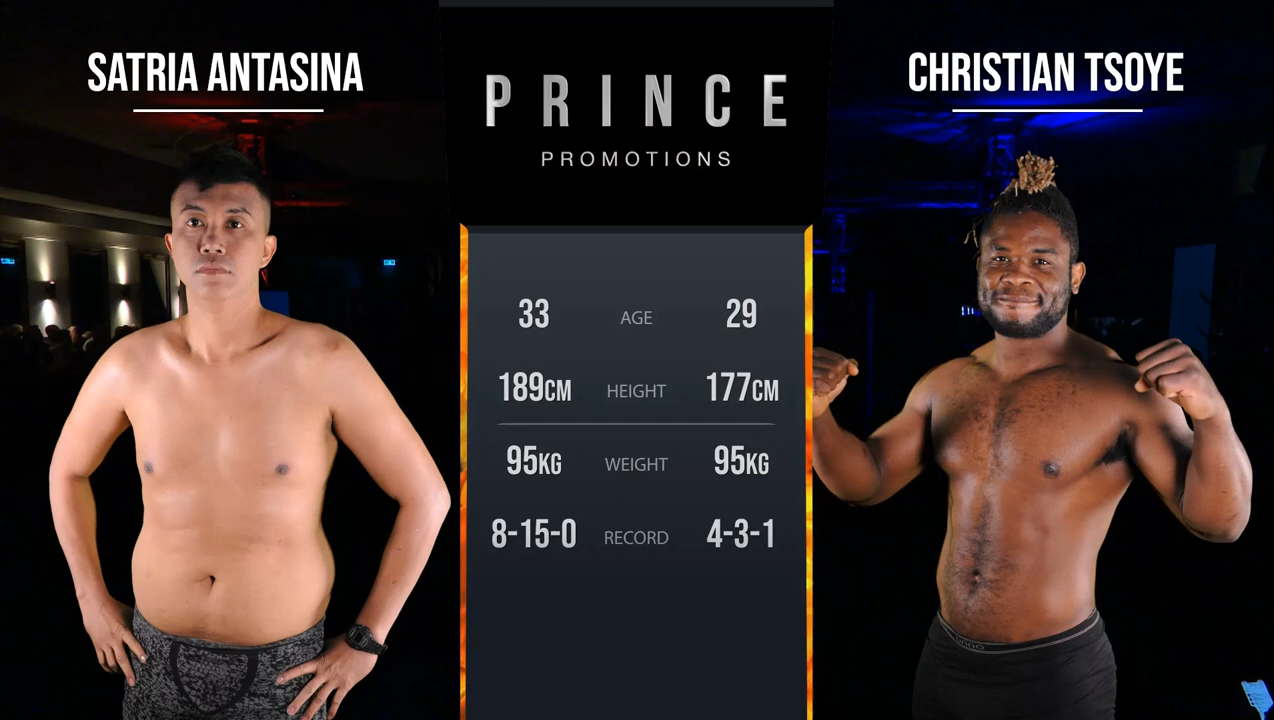 SATRIA ANTASINA
PRINCE
PROMOTIONS
CHRISTIAN TSOYE
33 AGE 29
189CM HEIGHT 177CM
95KG WEIGHT 95KG
8-15-0 RECORD 4-3-1